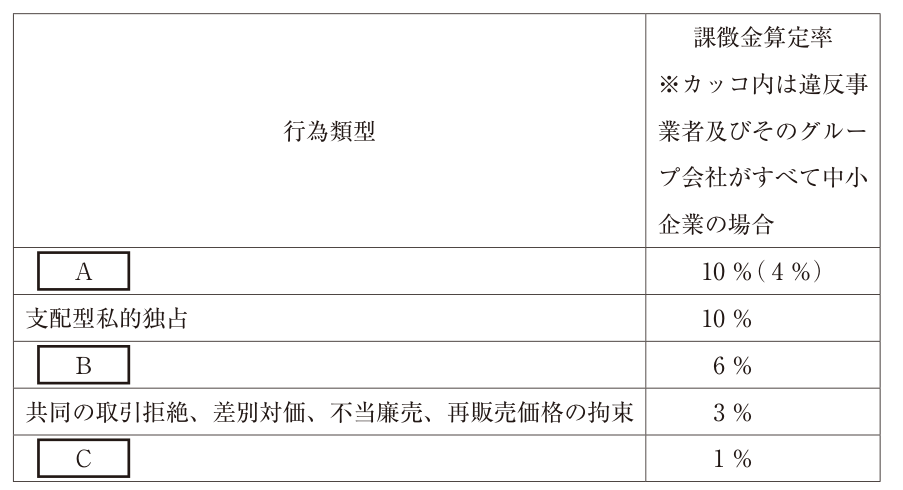 行為類型
課徴金算定率
※カッコ内は違反事
業者及びそのグルー
プ会社がすべて中小
企業の場合
A
10 %(4 %)
支配型私的独占
10 %
B
6 %
共同の取引拒絶、差別対価、不当廉売、再販売価格の拘束
3 %
C
1 %